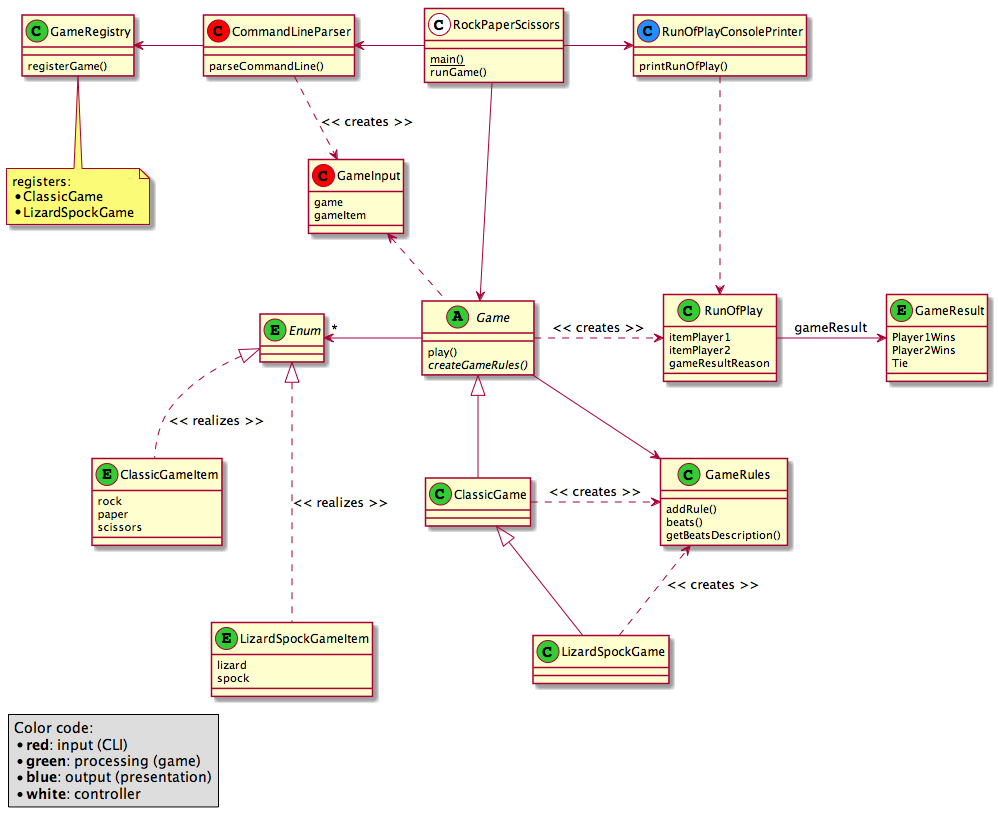 C GameRegistry
registerGame()
C CommandLineParser
parseCommandLine()
C RockPaperScissors
main()
runGame()
C RunOfPlayConsolePrinter
printRunOfPlay()
<< creates >>
registers:
• ClassicGame
• LizardSpockGame
C GameInput
game
gameItem
E Enum
*
A Game
play()
createGameRules()
<< creates >>
C RunOfPlay
itemPlayer1
itemPlayer2
gameResultReason
gameResult
E GameResult
Player1Wins
Player2Wins
Tie
<< realizes >>
E ClassicGameItem
rock
paper
scissors
<< realizes >>
C ClassicGame
<< creates >>
C GameRules
addRule()
beats()
getBeatsDescription()
<< creates >>
E LizardSpockGameItem
lizard
spock
C LizardSpockGame
Color code:
• red: input (CLI)
• green: processing (game)
• blue: output (presentation)
• white: controller